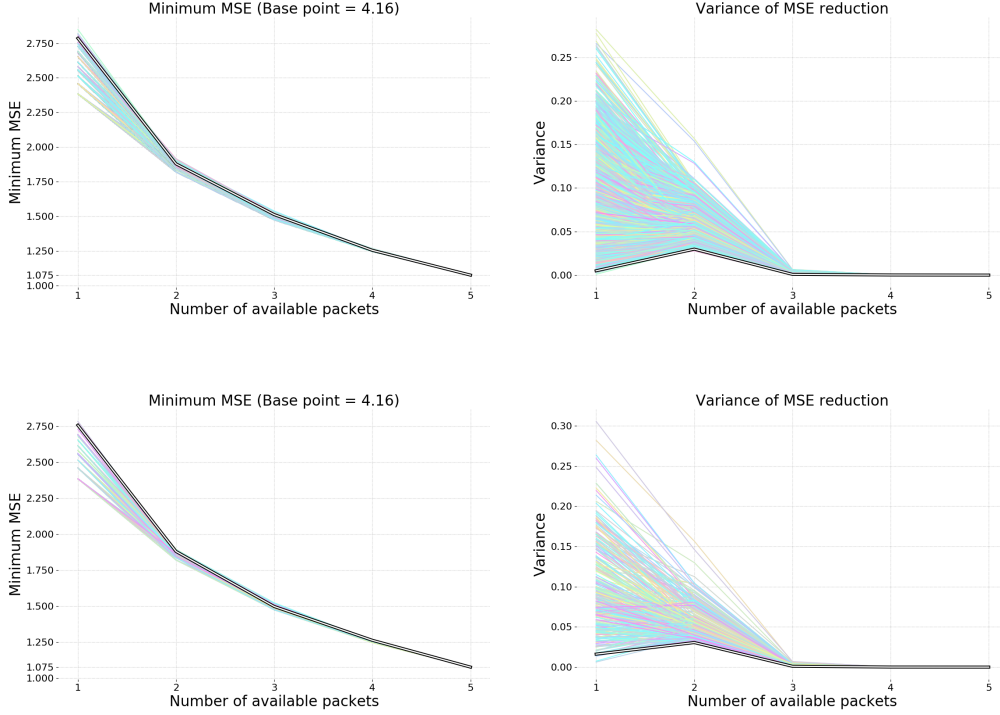 Minimum MSE (Base point = 4.16)
Minimum MSE
2.750
2.500
2.250
2.000
1.750
1.500
1.250
1.075
1.000
1 2 3 4 5
Number of available packets
Variance of MSE reduction
Variance
0.25
0.20
0.15
0.10
0.05
0.00
1 2 3 4 5
Number of available packets
Minimum MSE (Base point = 4.16)
Minimum MSE
2.750
2.500
2.250
2.000
1.750
1.500
1.250
1.075
1.000
1 2 3 4 5
Number of available packets
Variance of MSE reduction
Variance
0.30
0.25
0.20
0.15
0.10
0.05
0.00
1 2 3 4 5
Number of available packets